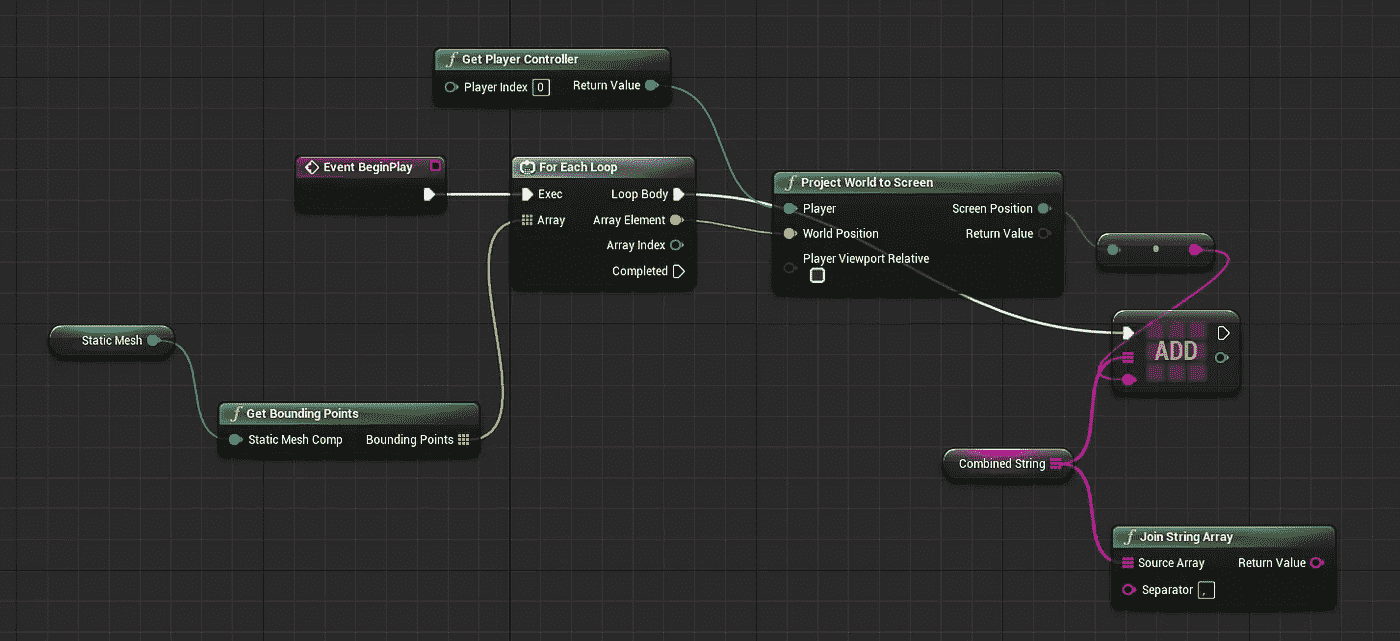 f Get Player Controller
Player Index 0 Return Value
Event BeginPlay
For Each Loop
Exec Loop Body
Array Array Element
Array Index
Completed
f Project World to Screen
Player Screen Position
World Position Return Value
Player Viewport Relative
Static Mesh
ADD
f Get Bounding Points
Static Mesh Comp Bounding Points
Combined String
f Join String Array
Source Array Return Value
Separator ,